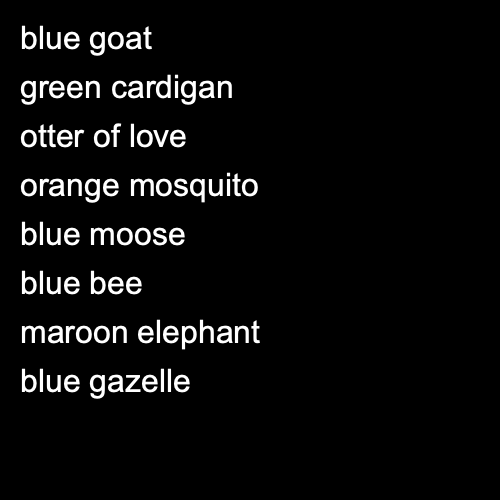 blue goat
green cardigan
otter of love
orange mosquito
blue moose
blue bee
maroon elephant
blue gazelle